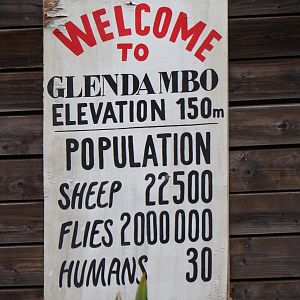 WELCOME
TO
GLENDAMBO
ELEVATION 150m
POPULATION
SHEEP 22500
FLIES 2000000
HUMANS 30